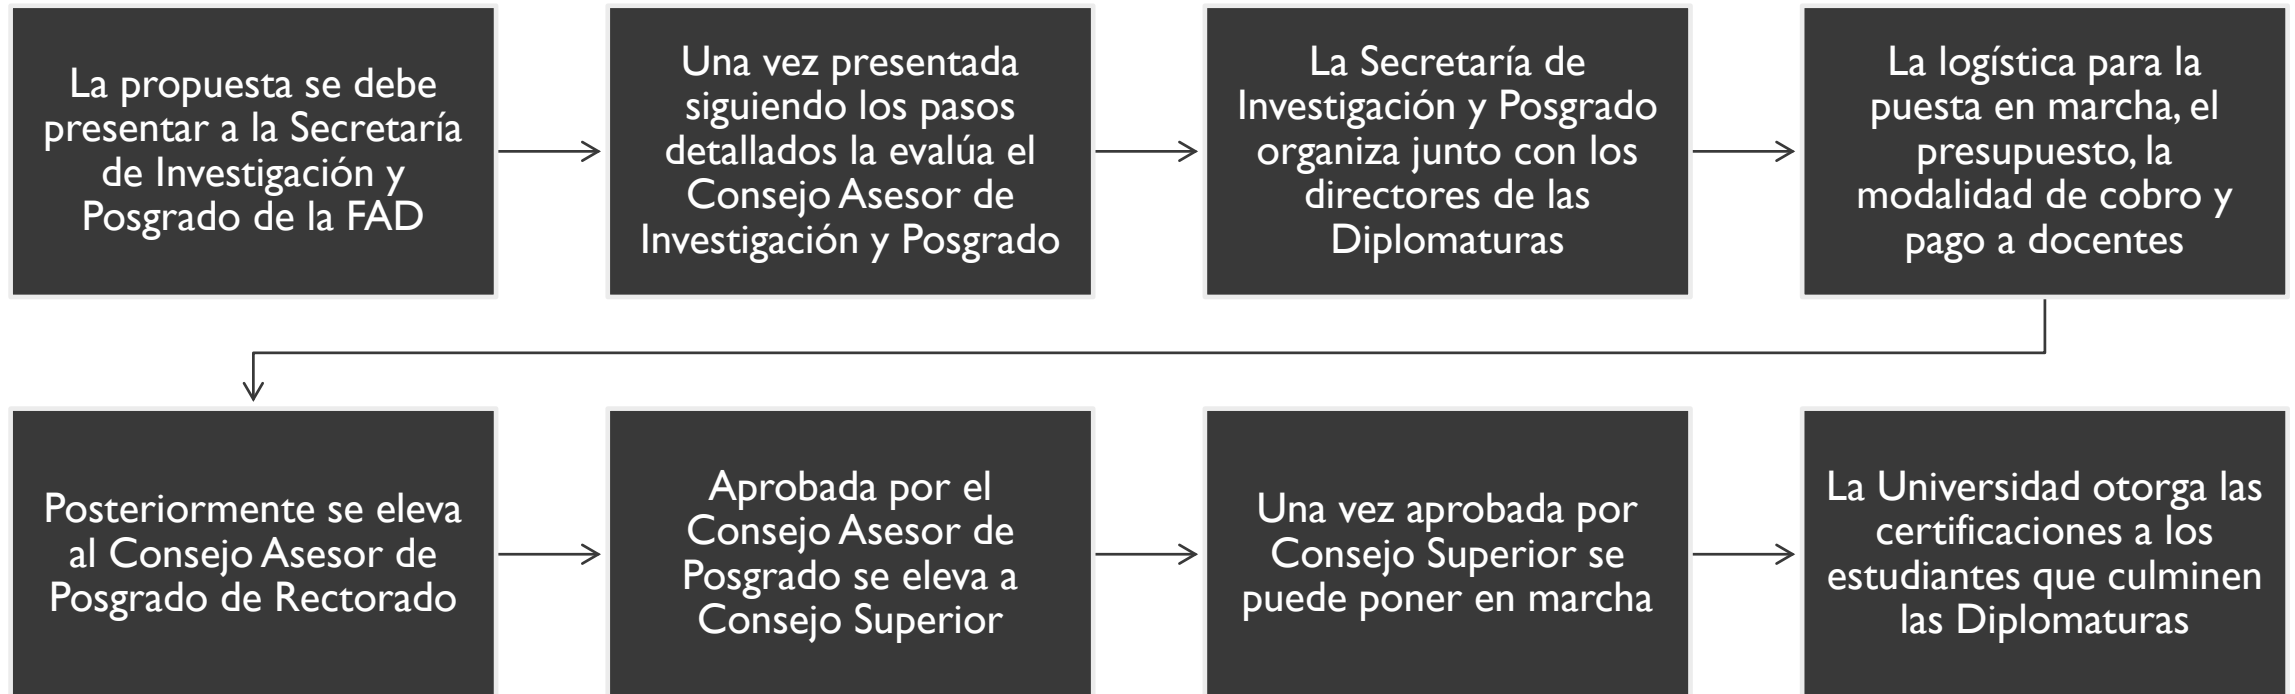 La propuesta se debe
presentar a la Secretaría
de Investigación y
Posgrado de la FAD
Una vez presentada
siguiendo los pasos
detallados la evalúa el
Consejo Asesor de
Investigación y Posgrado
La Secretaría de
Investigación y Posgrado
organiza junto con los
directores de las
Diplomaturas
La logística para la
puesta en marcha, el
presupuesto, la
modalidad de cobro y
pago a docentes
Posteriormente se eleva
al Consejo Asesor de
Posgrado de Rectorado
Aprobada por el
Consejo Asesor de
Posgrado se eleva a
Consejo Superior
Una vez aprobada por
Consejo Superior se
puede poner en marcha
La Universidad otorga las
certificaciones a los
estudiantes que culminen
las Diplomaturas